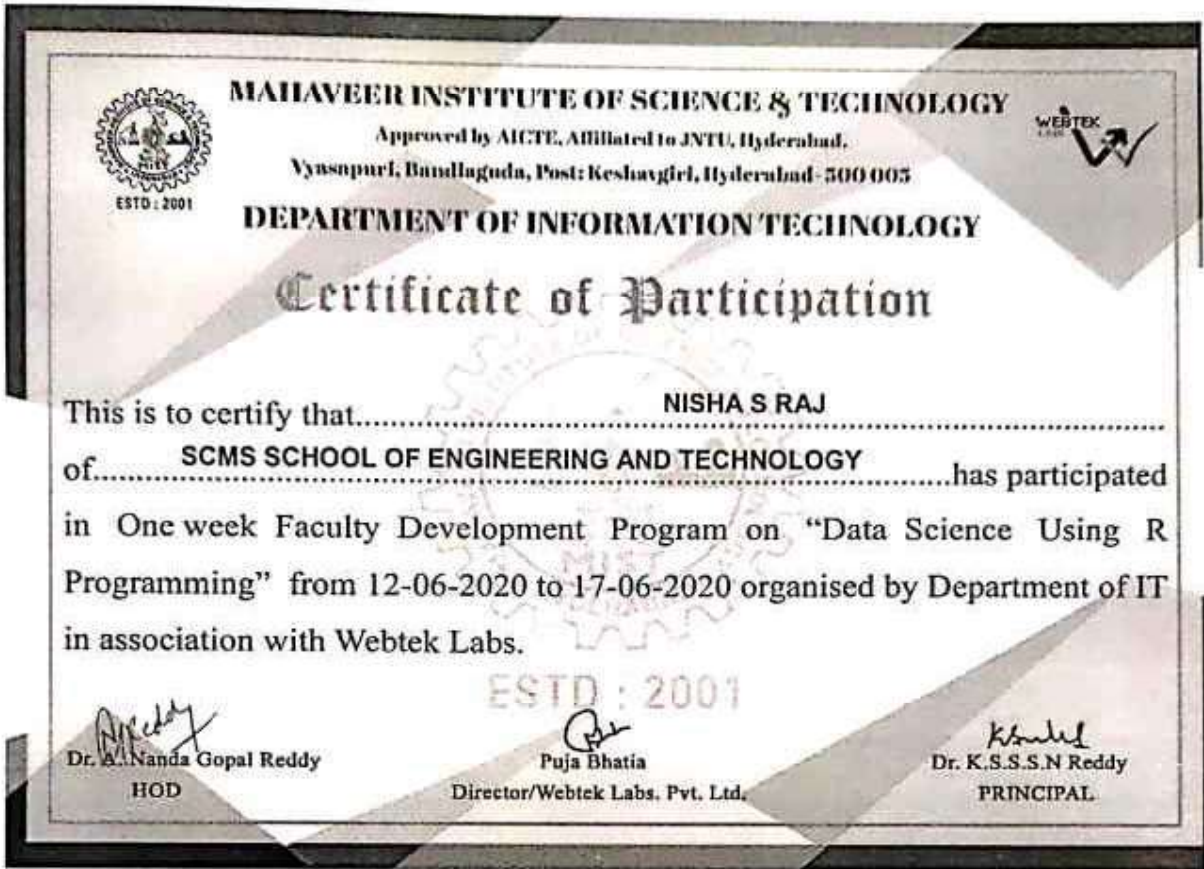 MAHAVEER INSTITUTE OF SCIENCE & TECHNOLOGY
Approved by AICTE, Affiliated to JNTU, Hyderabad.
Vyasapuri, Bandlaguda, Post: Keshavgiri, Hyderabad - 500 005
ESTD : 2001
WEBTEK
DEPARTMENT OF INFORMATION TECHNOLOGY
Certificate of Participation
This is to certify that NISHA S RAJ
of SCMS SCHOOL OF ENGINEERING AND TECHNOLOGY has participated
in One week Faculty Development Program on “Data Science Using R
Programming” from 12-06-2020 to 17-06-2020 organised by Department of IT
in association with Webtek Labs.
MIST
ESTD : 2001
Dr. A. Nanda Gopal Reddy
HOD
Puja Bhatia
Director/Webtek Labs. Pvt. Ltd.
Dr. K.S.S.S.N Reddy
PRINCIPAL